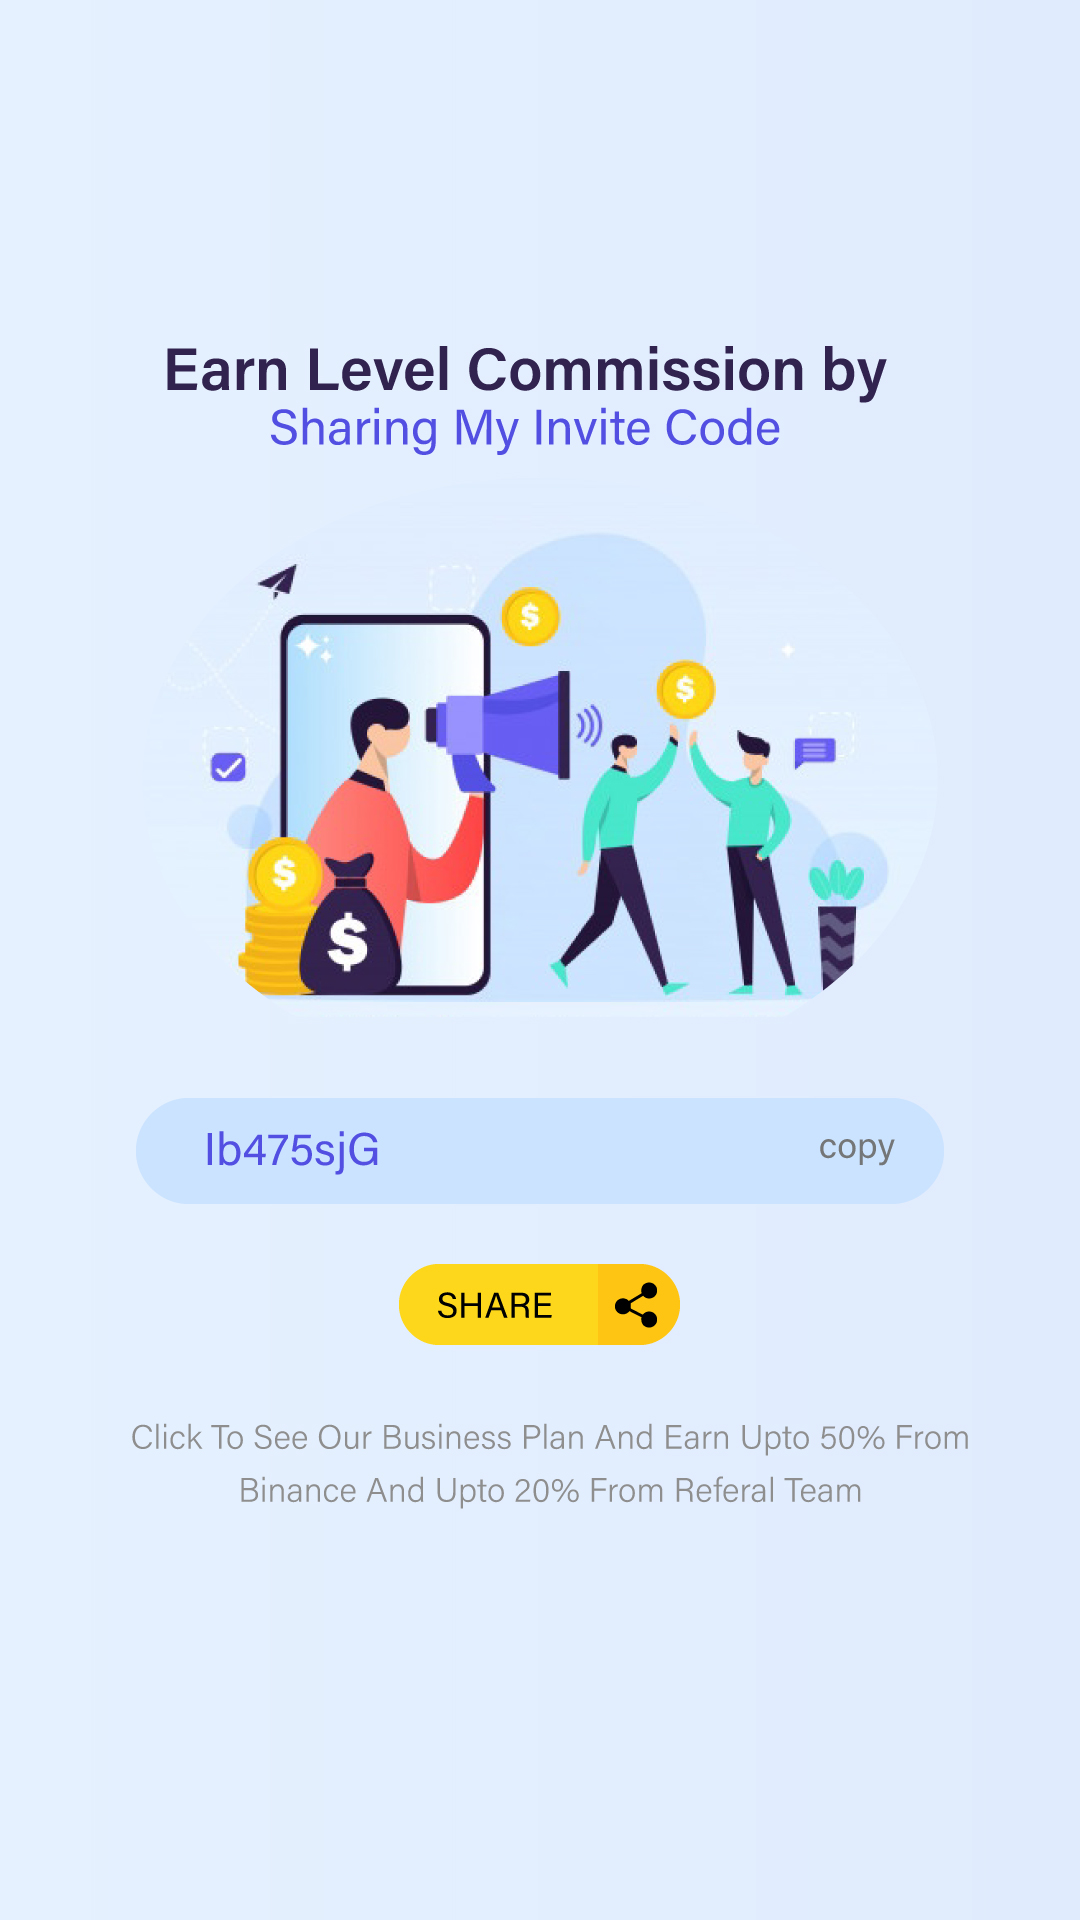 Earn Level Commission by
Sharing My Invite Code
$
$
$
$
Ib475sjG
copy
SHARE
Click To See Our Business Plan And Earn Upto 50% From
Binance And Upto 20% From Referal Team